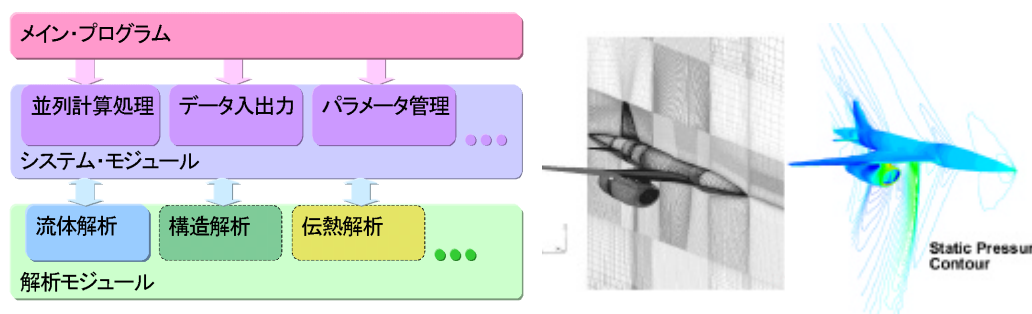 メイン・プログラム
並列計算処理
データ入出力
パラメータ管理
システム・モジュール
流体解析
構造解析
伝熱解析
解析モジュール
Static Pressur
Contour